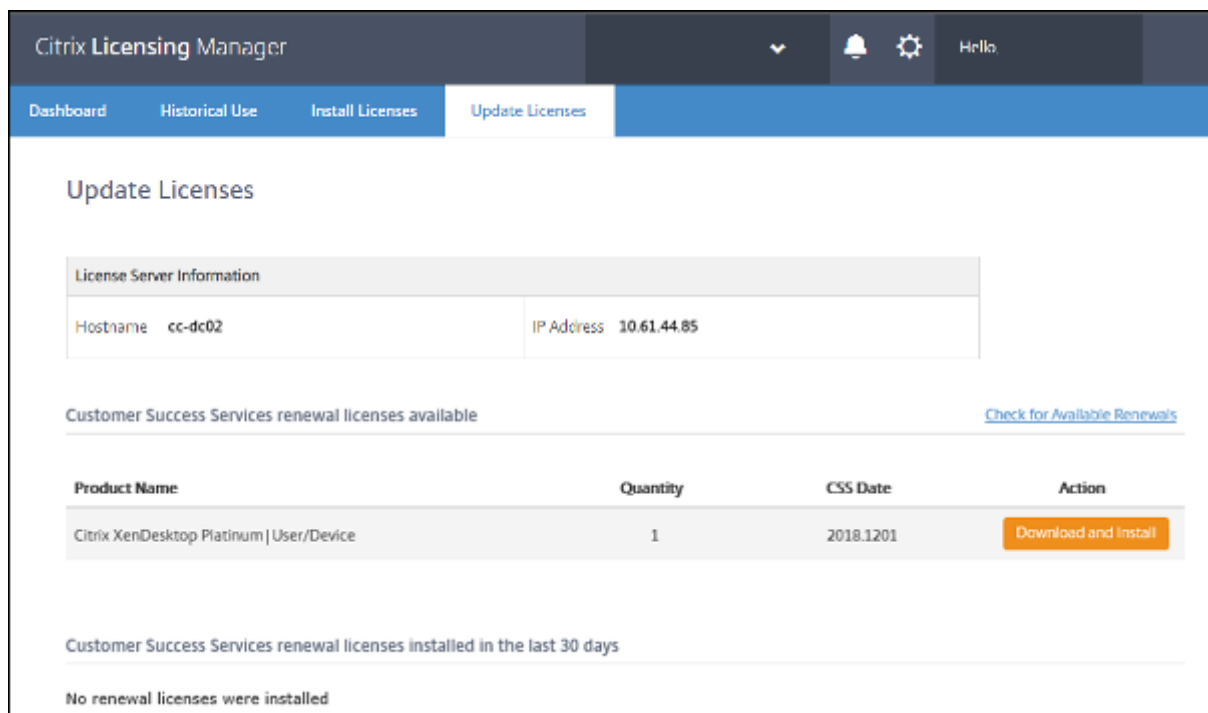 Citrix Licensing Manager
Hello,
Dashboard Historical Use Install Licenses Update Licenses
Update Licenses
License Server Information
Hostname cc-dc02 IP Address 10.61.44.85
Customer Success Services renewal licenses available Check for Available Renewals
Product Name Quantity CSS Date Action
Citrix XenDesktop Platinum | User/Device 1 2018.1201 Download and Install
Customer Success Services renewal licenses installed in the last 30 days
No renewal licenses were installed